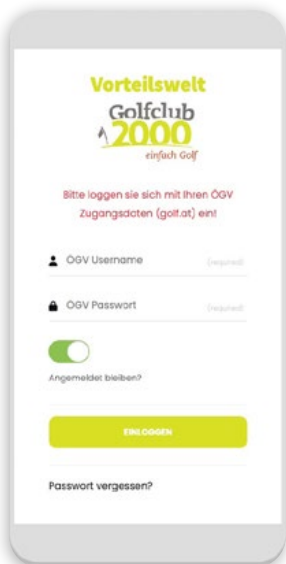 Vorteilswelt
Golfclub
2000
einfach Golf
Bitte loggen sie sich mit Ihren ÖGV
Zugangsdaten (golf.at) ein!
ÖGV Username (required)
ÖGV Passwort (required)
Angemeldet bleiben?
EINLOGGEN
Passwort vergessen?